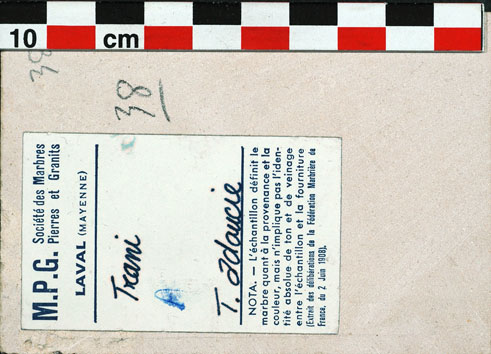 10 cm
38
38
M.P.G. Société des Marbres
Pierres et Granits
LAVAL (MAYENNE)
Trani
T. adoucie
NOTA. — L'échantillon définit le
marbre quant à la provenance et la
couleur, mais n'implique pas l'iden-
tité absolue de ton et de veinage
entre l'échantillon et la fourniture
(Extrait des délibérations de la Fédération Marbrière de
France, du 2 Juin 1908).